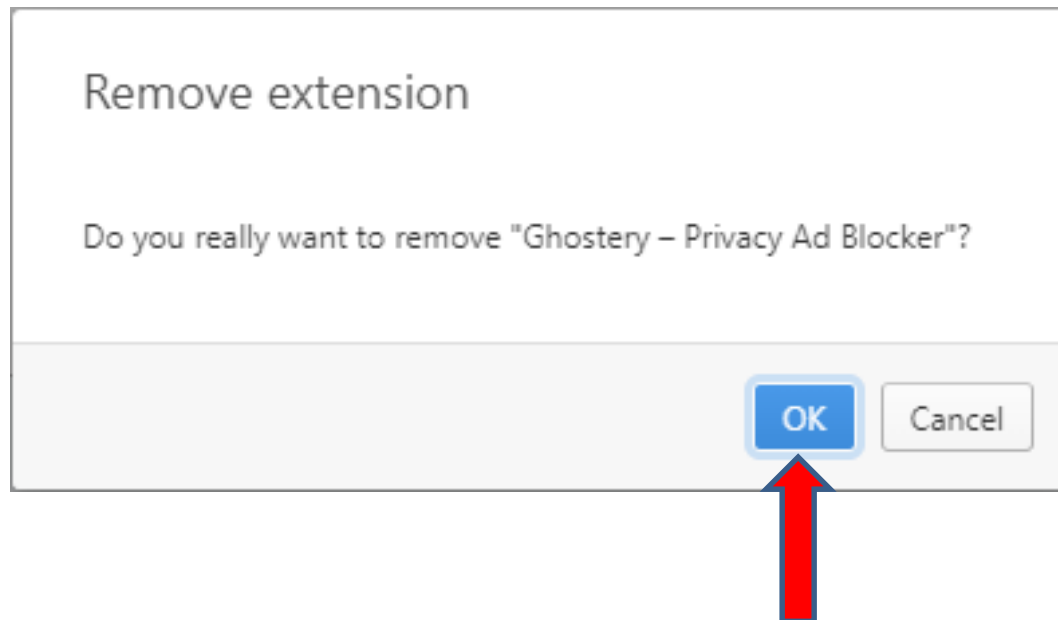 Remove extension
Do you really want to remove "Ghostery – Privacy Ad Blocker"?
OK
Cancel